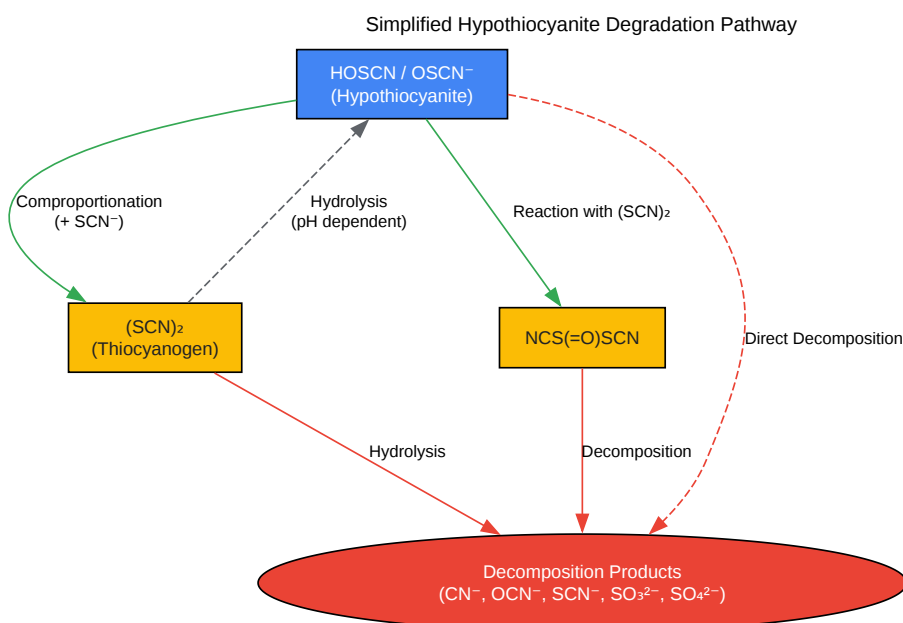 Simplified Hypothiocyanite Degradation Pathway
HOSCN / OSCN⁻
(Hypothiocyanite)
Comproportionation
(+ SCN⁻)
Hydrolysis
(pH dependent)
Reaction with (SCN)₂
(SCN)₂
(Thiocyanogen)
NCS(=O)SCN
Direct Decomposition
Hydrolysis
Decomposition
Decomposition Products
(CN⁻, OCN⁻, SCN⁻, SO₃²⁻, SO₄²⁻)